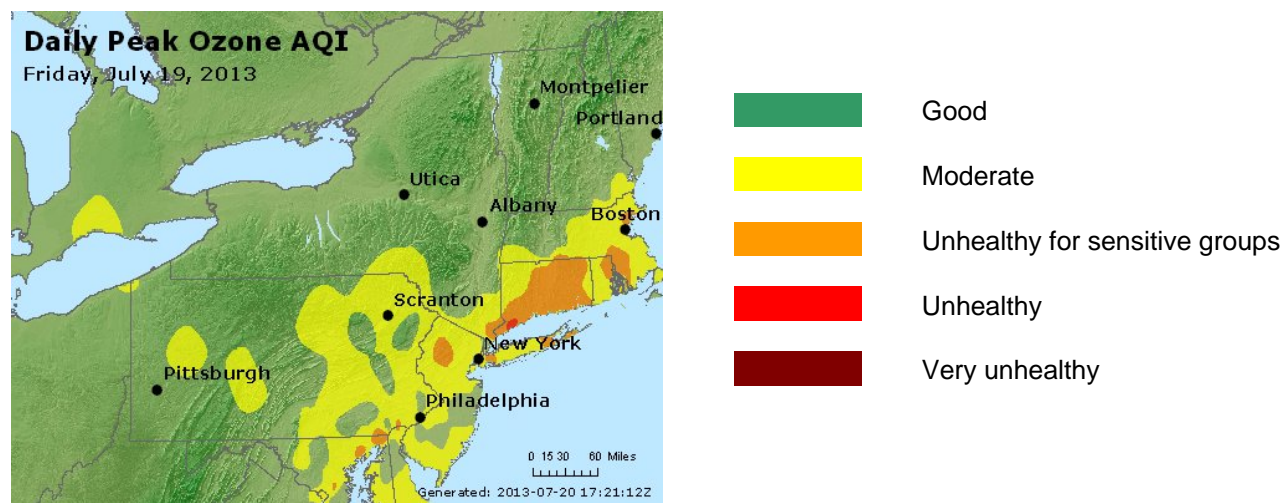 Daily Peak Ozone AQI
Friday, July 19, 2013
Montpelier
Portland
Utica
Albany
Boston
Scranton
New York
Pittsburgh
Philadelphia
0 15 30 60 Miles
Generated: 2013-07-20 17:21:12Z
Good
Moderate
Unhealthy for sensitive groups
Unhealthy
Very unhealthy